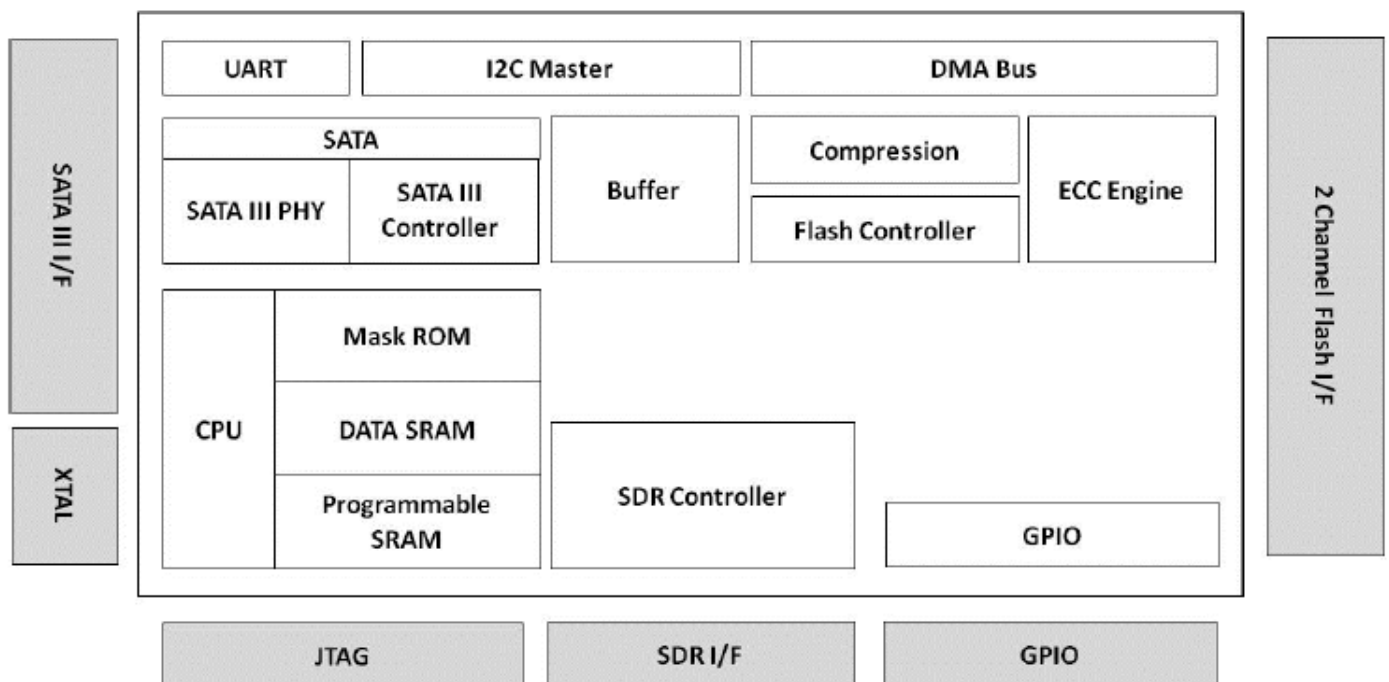 UART
I2C Master
DMA Bus
SATA
SATA III PHY
SATA III
Controller
Buffer
Compression
Flash Controller
ECC Engine
CPU
Mask ROM
DATA SRAM
Programmable
SRAM
SDR Controller
GPIO
SATA III I/F
XTAL
2 Channel Flash I/F
JTAG
SDR I/F
GPIO